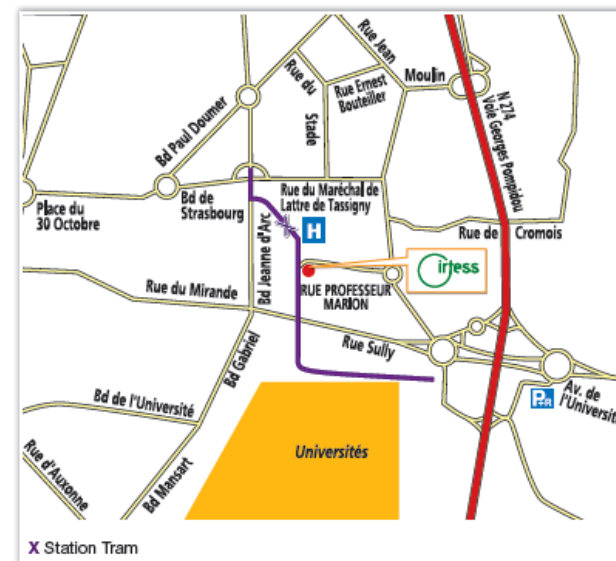 Rue Jean
Moulin
Rue du
Stade
Rue Ernest
Bouteiller
N 274
Voie Georges Pompidou
Bd Paul Doumer
Place du
30 Octobre
Bd de
Strasbourg
Rue du Maréchal de
Lattre de Tassigny
H
Rue de Cromois
Bd Jeanne d'Arc
irtess
RUE PROFESSEUR
MARION
Rue du Mirande
Rue Sully
Bd Gabriel
P+R
Av. de
l'Universit
Bd de l'Université
Universités
Rue d'Auxonne
Bd Mansart
X Station Tram